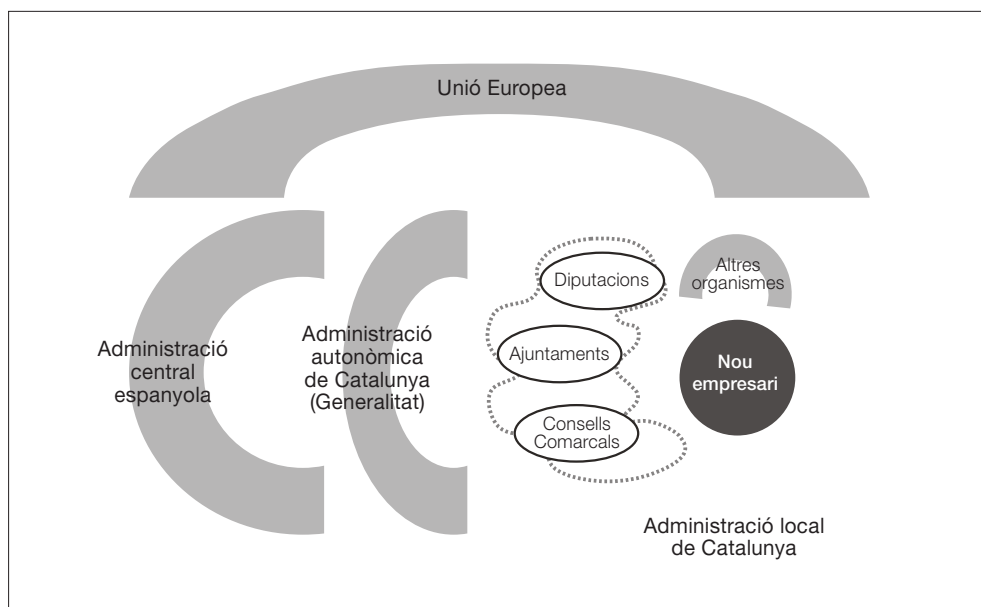 Unió Europea
Administració
central
espanyola
Administració
autonòmica
de Catalunya
(Generalitat)
Diputacions
Ajuntaments
Consells
Comarcals
Altres
organismes
Nou
empresari
Administració local
de Catalunya